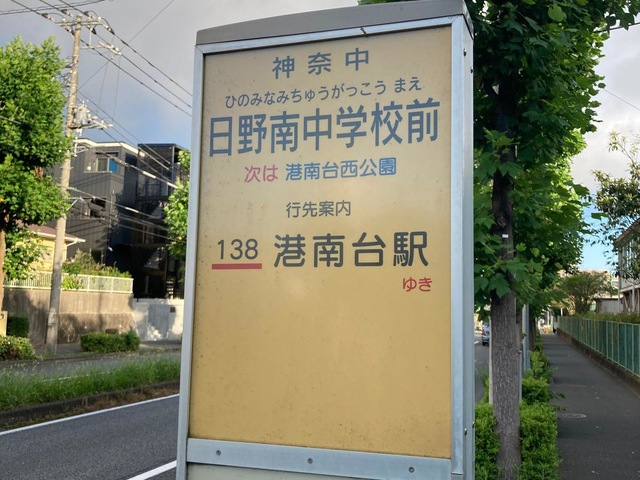 神奈中
ひのみなみちゅうがっこう まえ
日野南中学校前
次は 港南台西公園
行先案内
138 港南台駅
ゆき